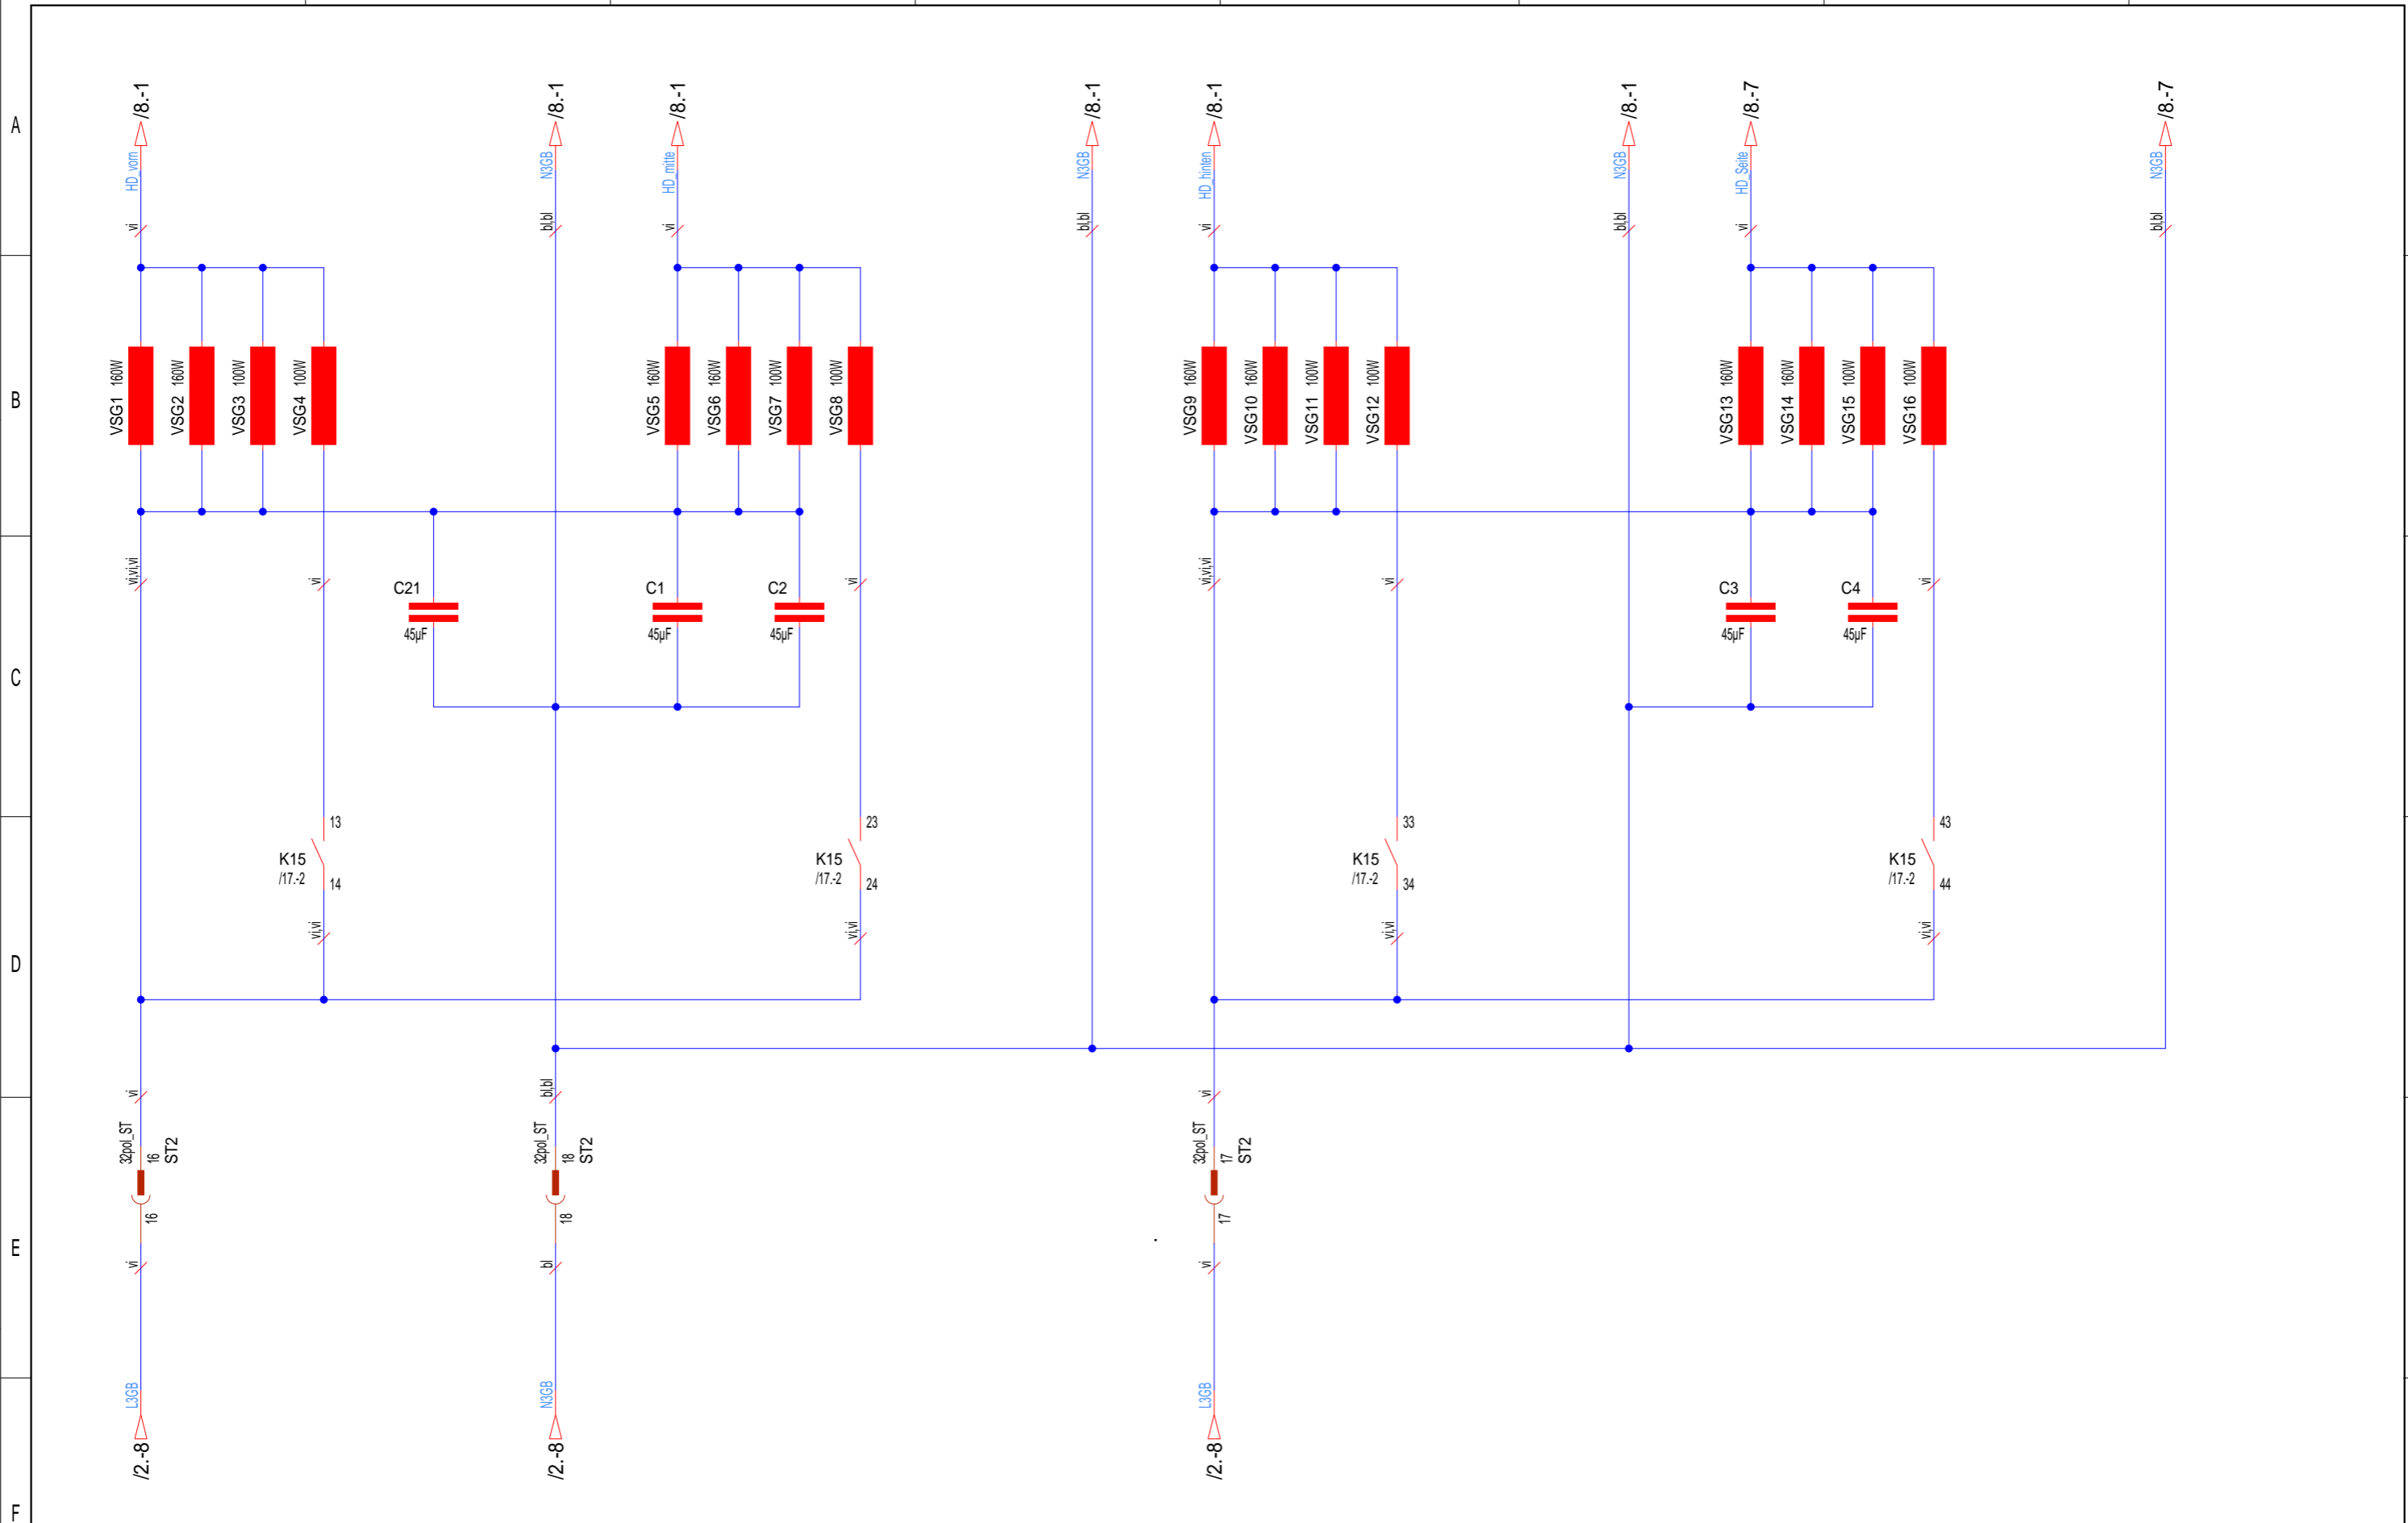 A
B
C
D
E
F
/8.-1
/8.-1
/8.-1
/8.-1
/8.-1
/8.-1
/8.-7
/8.-7
HD_vorn
N3GB
HD_mitte
N3GB
HD_hinten
N3GB
HD_Seite
N3GB
vi
bl,bl
vi
bl,bl
vi
bl,bl
vi
bl,bl
VSG1 160W
VSG2 160W
VSG3 100W
VSG4 100W
VSG5 160W
VSG6 160W
VSG7 100W
VSG8 100W
VSG9 160W
VSG10 160W
VSG11 100W
VSG12 100W
VSG13 160W
VSG14 160W
VSG15 100W
VSG16 100W
vi,vi,vi
vi
C21
45µF
C1
45µF
C2
45µF
vi
vi,vi,vi
vi
C3
45µF
C4
45µF
vi
13
K15
/17.-2
14
23
K15
/17.-2
24
33
K15
/17.-2
34
43
K15
/17.-2
44
vi,vi
vi,vi
vi,vi
vi,vi
vi
bl,bl
vi
32pol_ST
16
ST2
16
32pol_ST
18
ST2
18
32pol_ST
17
ST2
17
vi
bl
vi
L3GB
N3GB
L3GB
/2.-8
/2.-8
/2.-8